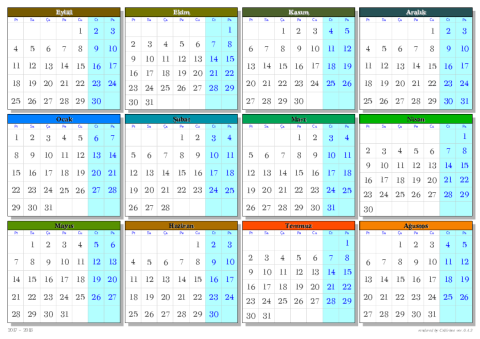 Eylül
1 2 3
4 5 6 7 8 9 10
11 12 13 14 15 16 17
18 19 20 21 22 23 24
25 26 27 28 29 30
Ekim
1
2 3 4 5 6 7 8
9 10 11 12 13 14 15
16 17 18 19 20 21 22
23 24 25 26 27 28 29
30 31
Kasım
1 2 3 4 5
6 7 8 9 10 11 12
13 14 15 16 17 18 19
20 21 22 23 24 25 26
27 28 29 30
Aralık
1 2 3
4 5 6 7 8 9 10
11 12 13 14 15 16 17
18 19 20 21 22 23 24
25 26 27 28 29 30 31
Ocak
1 2 3 4 5 6 7
8 9 10 11 12 13 14
15 16 17 18 19 20 21
22 23 24 25 26 27 28
29 30 31
Şubat
1 2 3 4
5 6 7 8 9 10 11
12 13 14 15 16 17 18
19 20 21 22 23 24 25
26 27 28
Mart
1 2 3 4
5 6 7 8 9 10 11
12 13 14 15 16 17 18
19 20 21 22 23 24 25
26 27 28 29 30 31
Nisan
1
2 3 4 5 6 7 8
9 10 11 12 13 14 15
16 17 18 19 20 21 22
23 24 25 26 27 28 29
30
Mayıs
1 2 3 4 5 6
7 8 9 10 11 12 13
14 15 16 17 18 19 20
21 22 23 24 25 26 27
28 29 30 31
Haziran
1 2 3
4 5 6 7 8 9 10
11 12 13 14 15 16 17
18 19 20 21 22 23 24
25 26 27 28 29 30
Temmuz
1
2 3 4 5 6 7 8
9 10 11 12 13 14 15
16 17 18 19 20 21 22
23 24 25 26 27 28 29
30 31
Ağustos
1 2 3 4 5
6 7 8 9 10 11 12
13 14 15 16 17 18 19
20 21 22 23 24 25 26
27 28 29 30 31
2017 - 2018